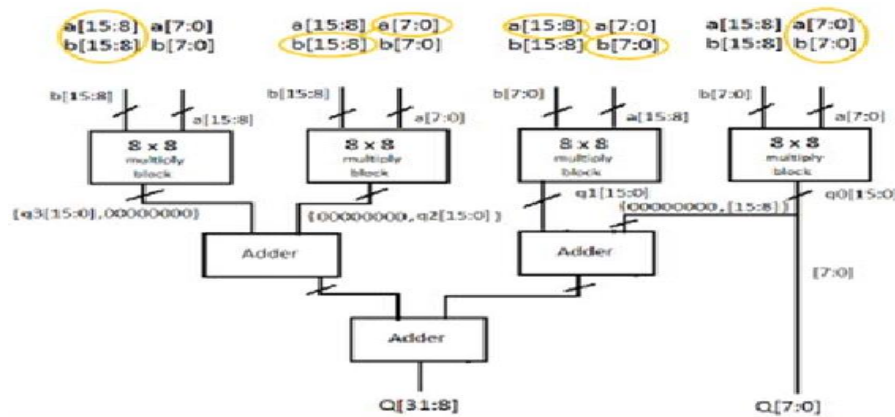 a[15:8] a[7:0] a[15:8] a[7:0] a[15:8] a[7:0] a[15:8] a[7:0]
b[15:8] b[7:0] b[15:8] b[7:0] b[15:8] b[7:0] b[15:8] b[7:0]
b[15:8] b[15:8] b[7:0] b[7:0]
a[15:8] a[7:0] a[15:8] a[7:0]
8 x 8 8 x 8 8 x 8 8 x 8
multiply multiply multiply multiply
block block block block
{q3[15:0],00000000} {00000000,q2[15:0]} q1[15:0] {00000000,[15:8]} q0[15:0]
Adder Adder
[7:0]
Adder
Q[31:8] Q[7:0]